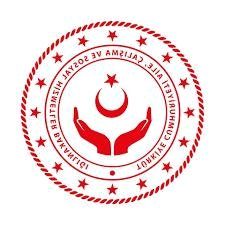 TÜRKİYE CUMHURİYETİ AİLE, ÇALIŞMA VE SOSYAL HİZMETLER BAKANLIĞI